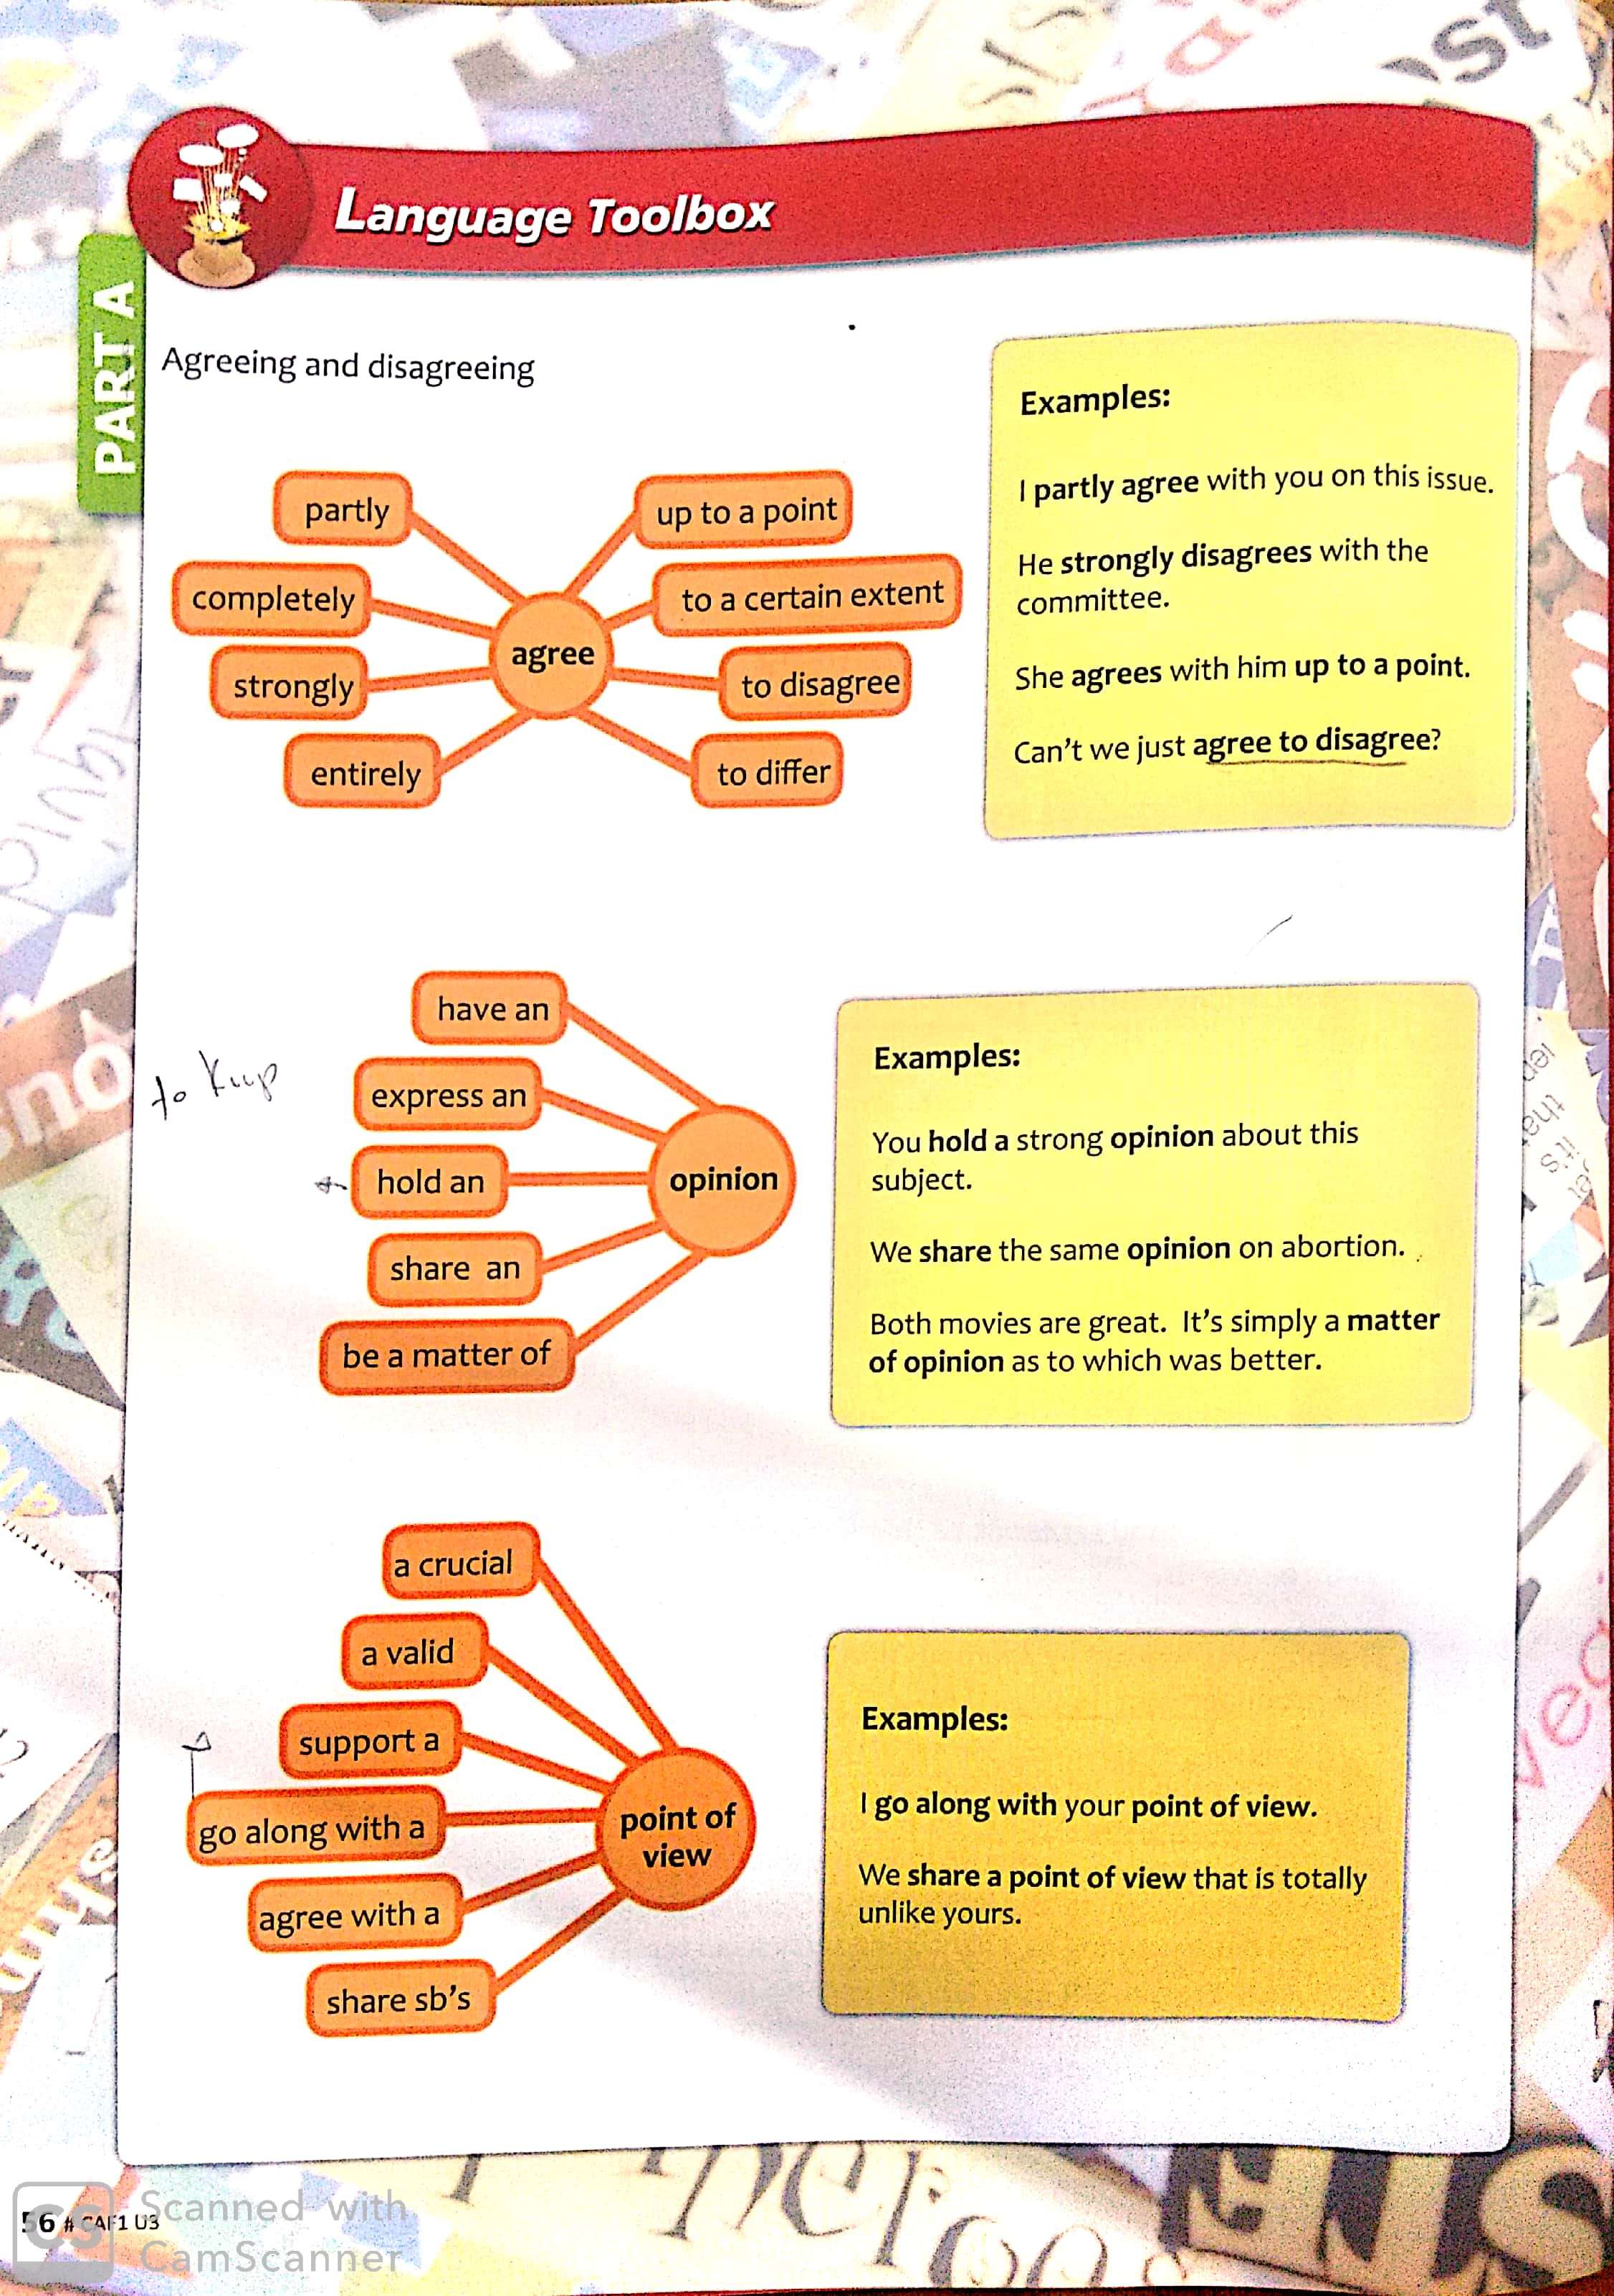 Language Toolbox
PART A
Agreeing and disagreeing
partly
completely
strongly
entirely
agree
up to a point
to a certain extent
to disagree
to differ
Examples:
I partly agree with you on this issue.
He strongly disagrees with the
committee.
She agrees with him up to a point.
Can't we just agree to disagree?
to keep
have an
express an
hold an
share an
be a matter of
opinion
Examples:
You hold a strong opinion about this
subject.
We share the same opinion on abortion.
Both movies are great. It's simply a matter
of opinion as to which was better.
a crucial
a valid
support a
go along with a
agree with a
share sb's
point of
view
Examples:
I go along with your point of view.
We share a point of view that is totally
unlike yours.
56 # CAF1 U3
CS
Scanned with
CamScanner